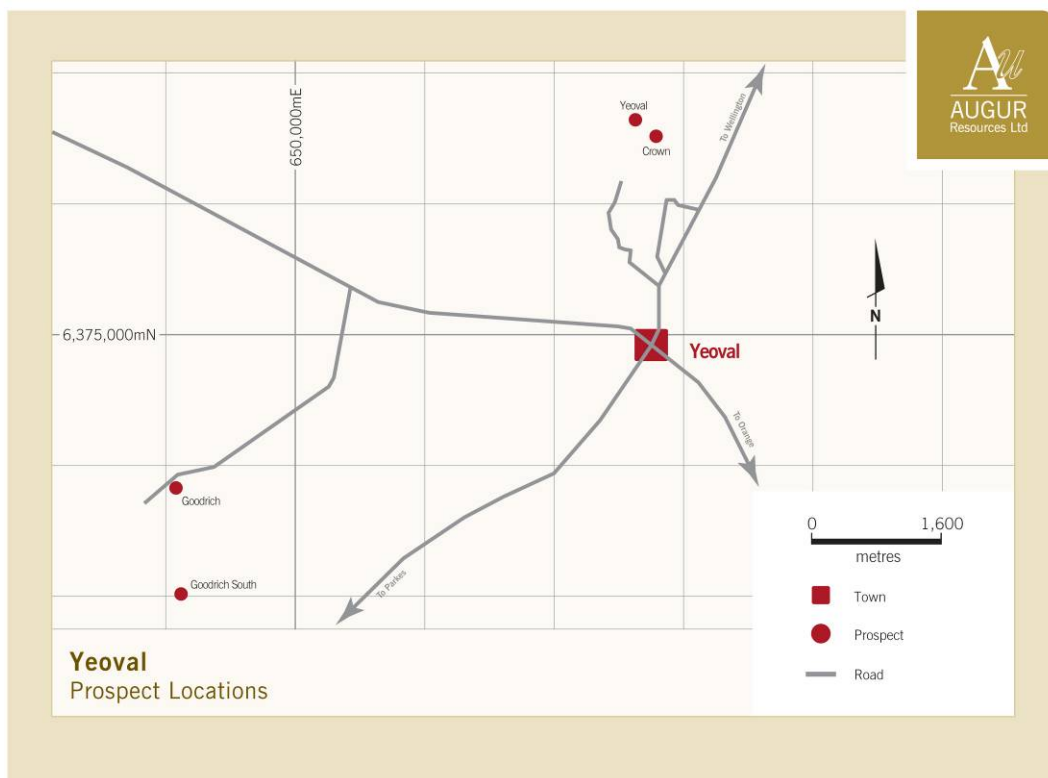 Au
AUGUR
Resources Ltd
650,000mE
Yeoval
Crown
To Wellington
N
6,375,000mN
Yeoval
To Orange
Goodrich
Goodrich South
To Parkes
0 1,600
metres
Town
Prospect
Road
Yeoval
Prospect Locations